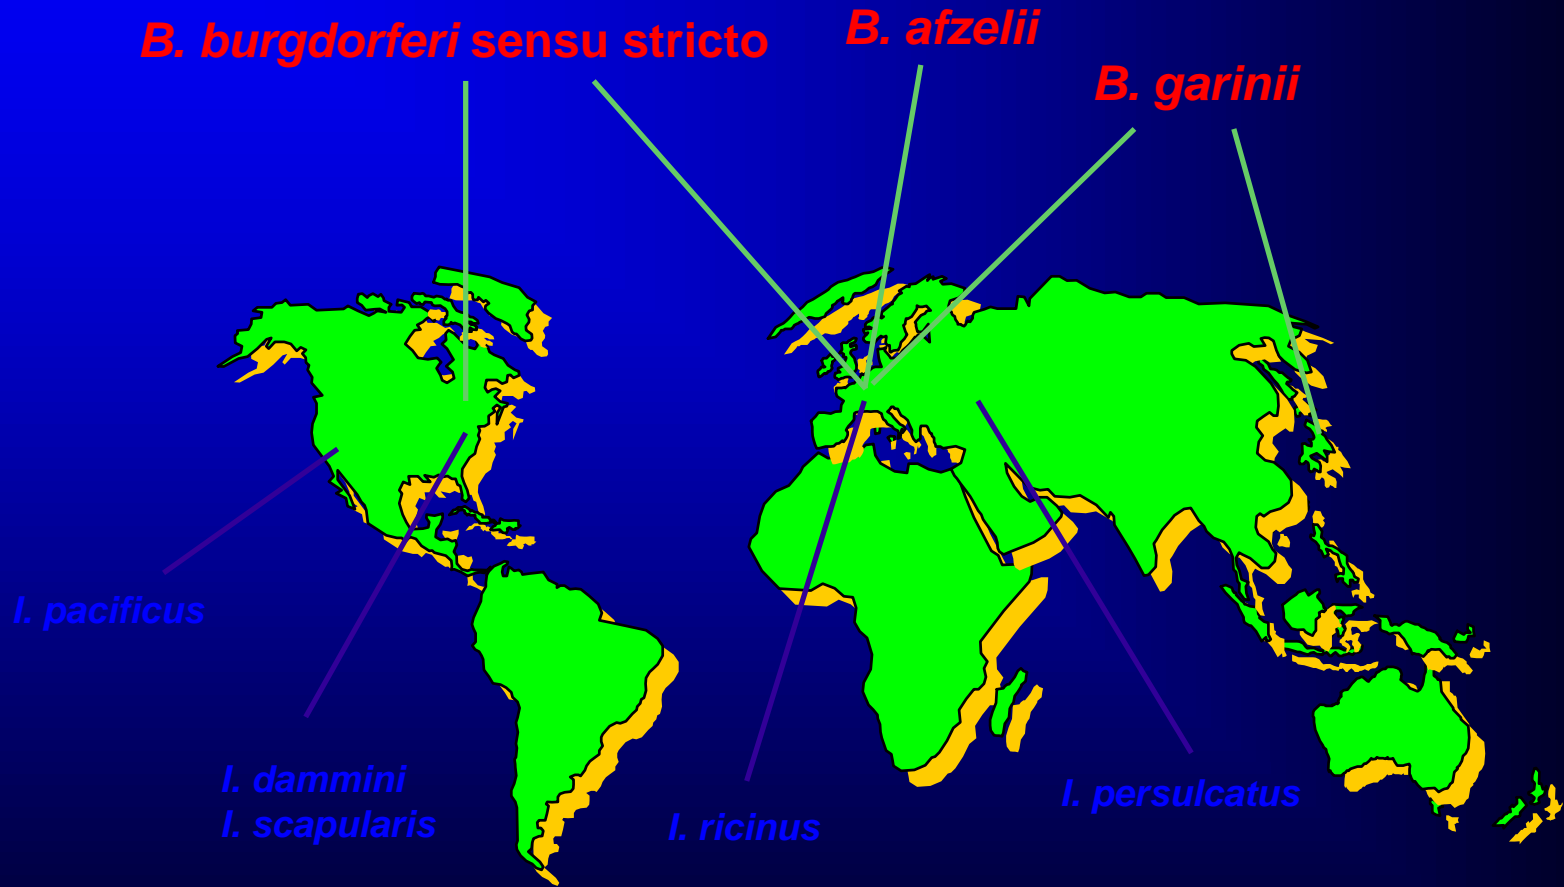 B. burgdorferi sensu stricto
B. afzelii
B. garinii
I. pacificus
I. dammini
I. scapularis
I. ricinus
I. persulcatus